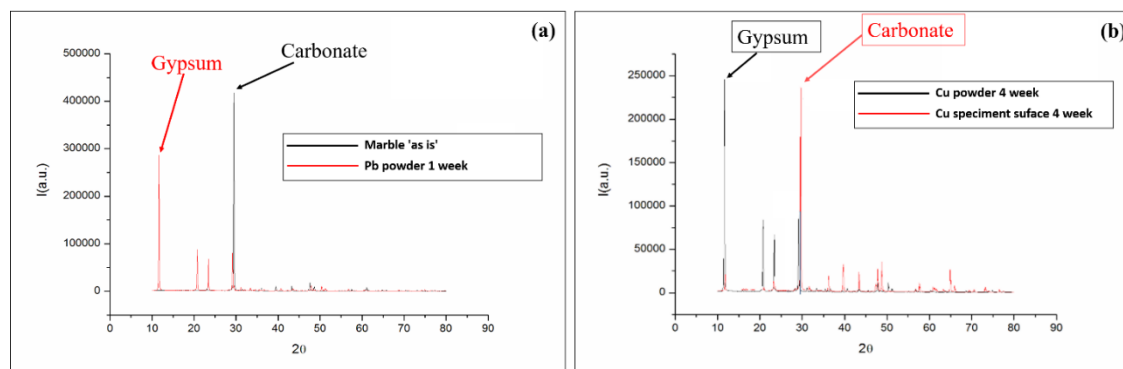 (a)
Gypsum
Carbonate
Marble 'as is'
Pb powder 1 week
I(a.u.)
500000
400000
300000
200000
100000
0
0 10 20 30 40 50 60 70 80 90
2θ
(b)
Gypsum
Carbonate
Cu powder 4 week
Cu speciment suface 4 week
I(a.u.)
250000
200000
150000
100000
50000
0
0 10 20 30 40 50 60 70 80 90
2θ